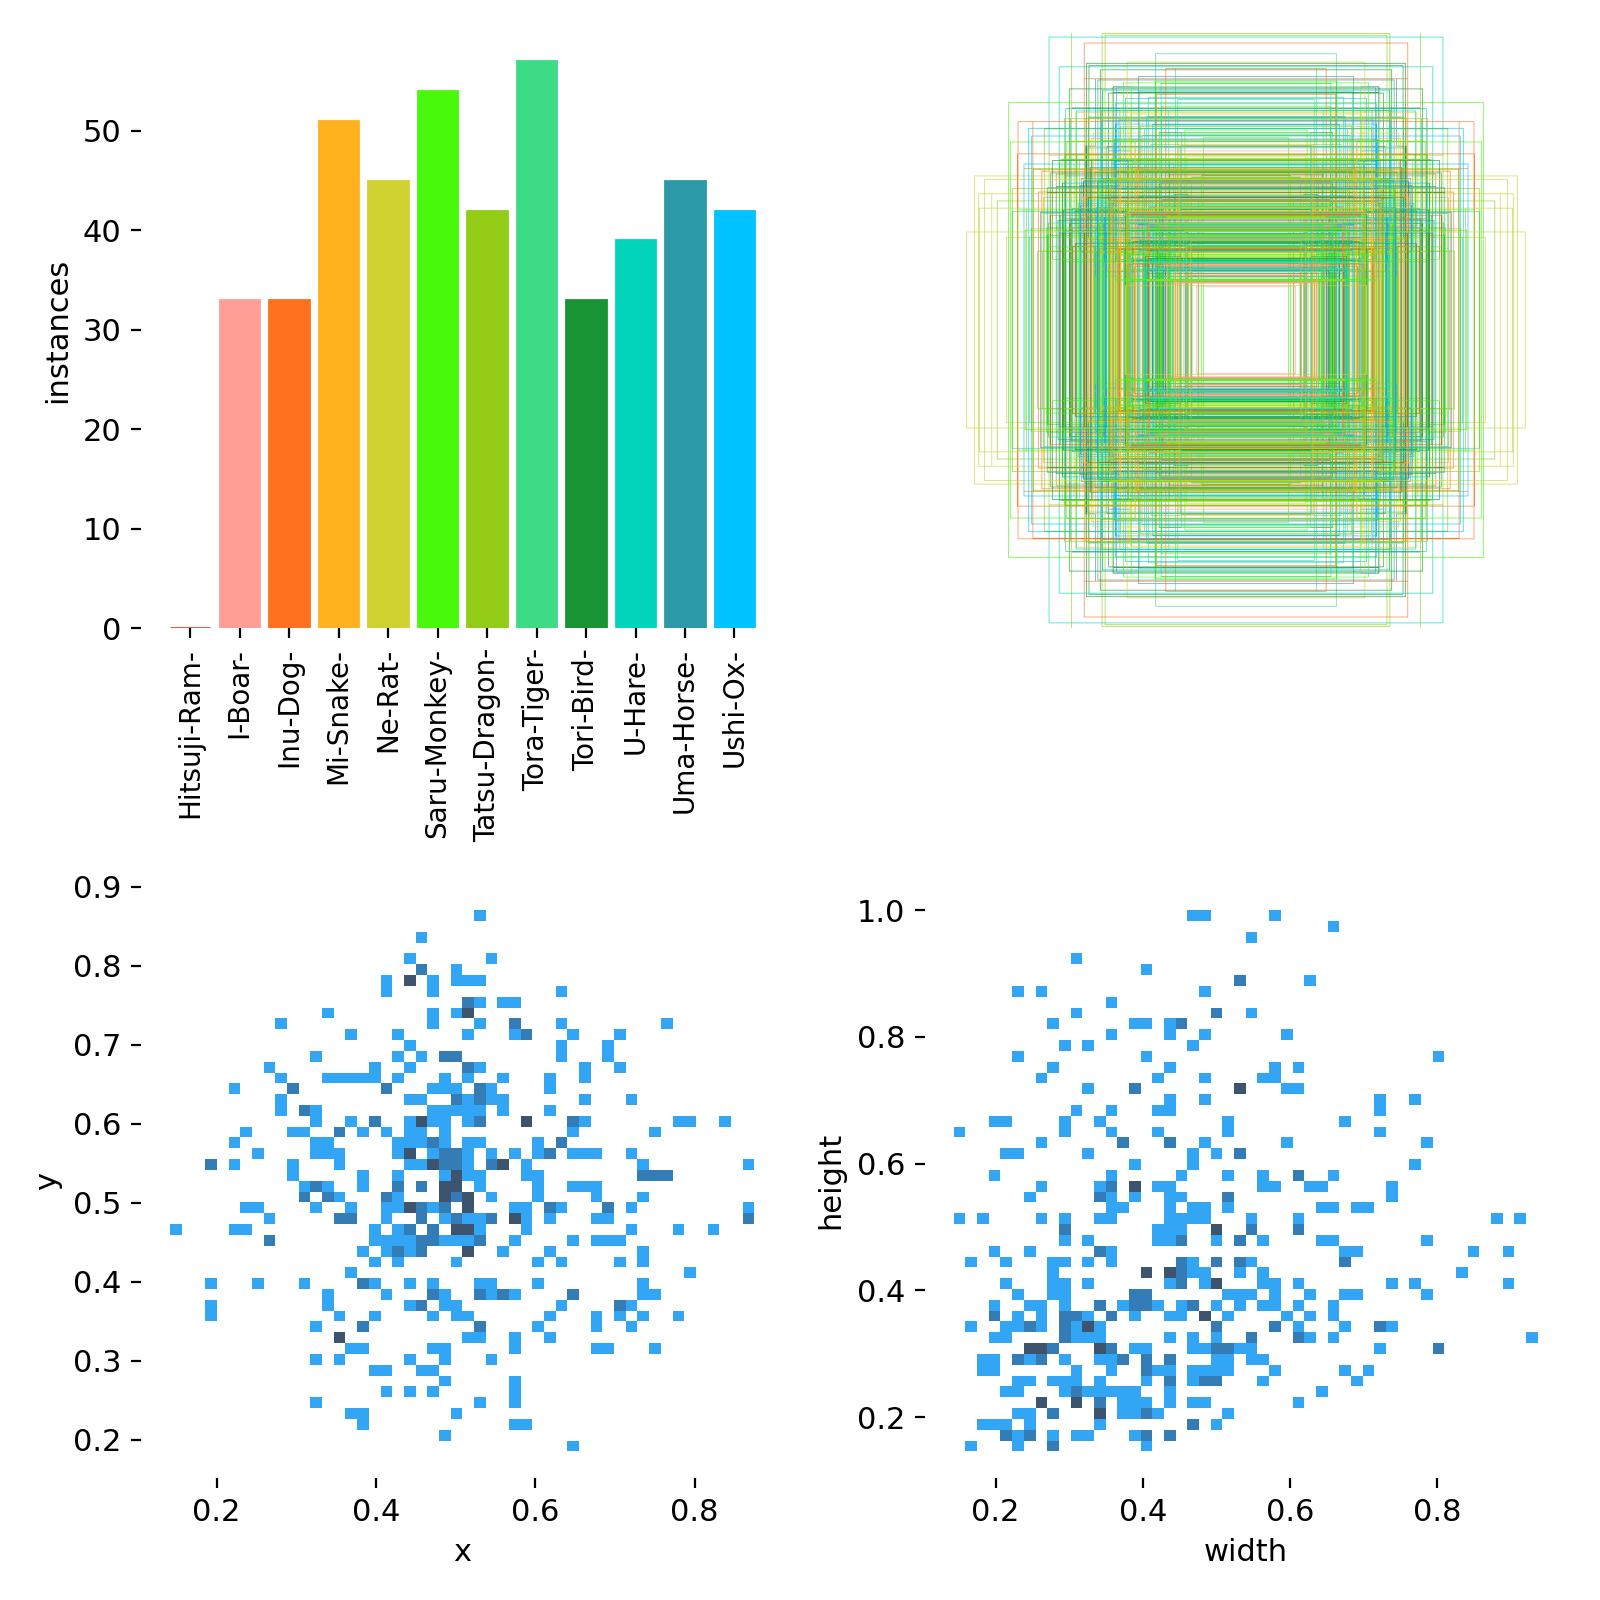 instances
50
40
30
20
10
0
Hitsuji-Ram-
I-Boar-
Inu-Dog-
Mi-Snake-
Ne-Rat-
Saru-Monkey-
Tatsu-Dragon-
Tora-Tiger-
Tori-Bird-
U-Hare-
Uma-Horse-
Ushi-Ox-
y
0.9
0.8
0.7
0.6
0.5
0.4
0.3
0.2
0.2 0.4 0.6 0.8
x
height
1.0
0.8
0.6
0.4
0.2
0.2 0.4 0.6 0.8
width